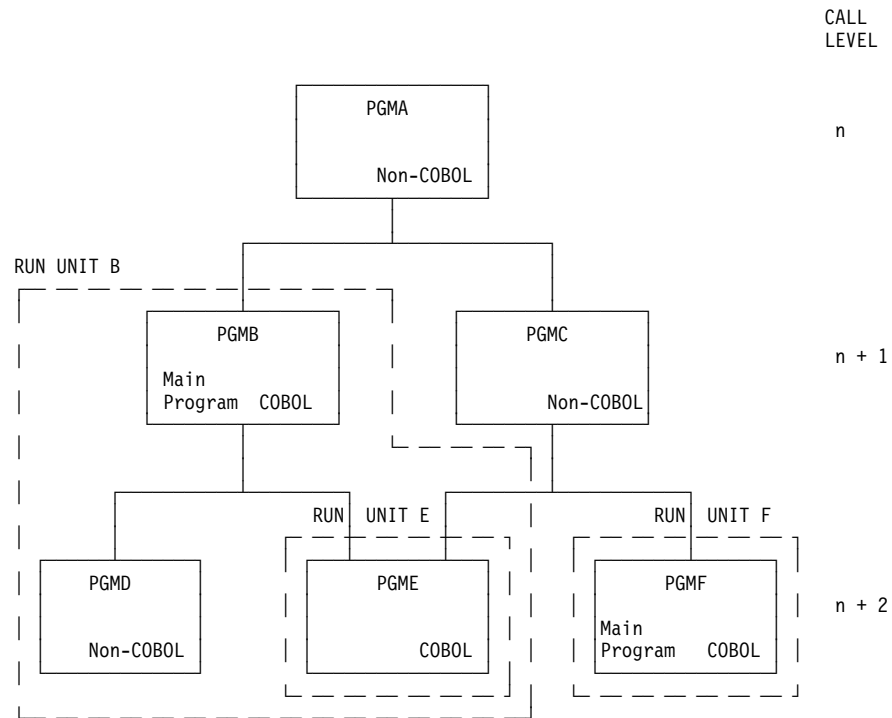 CALL
LEVEL
PGMA
n
Non-COBOL
RUN UNIT B
PGMB
PGMC
n + 1
Main
Program COBOL
Non-COBOL
RUN UNIT E
RUN UNIT F
PGMD
PGME
PGMF
n + 2
Main
Non-COBOL
COBOL
Program COBOL